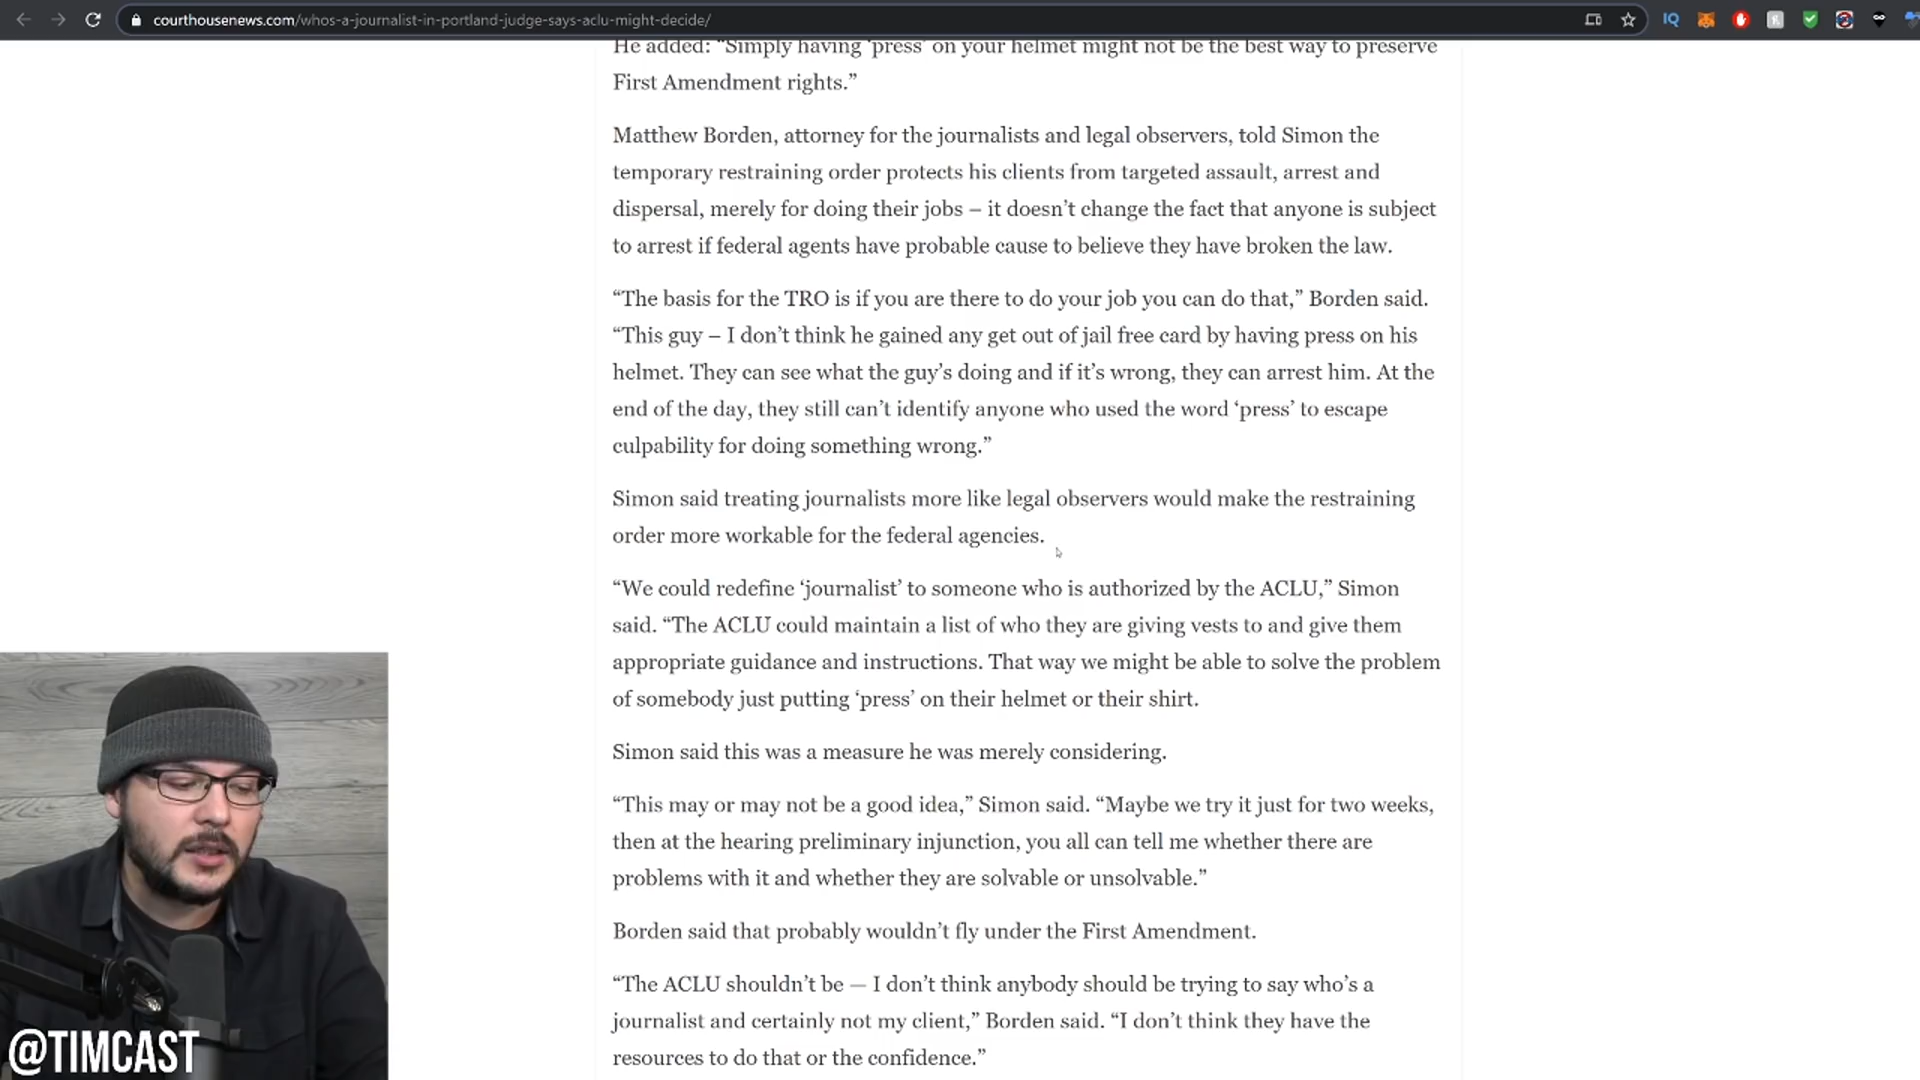 courthousenews.com/whos-a-journalist-in-portland-judge-says-aclu-might-decide/
IQ
He added: “Simply having ‘press’ on your helmet might not be the best way to preserve
First Amendment rights.”
Matthew Borden, attorney for the journalists and legal observers, told Simon the
temporary restraining order protects his clients from targeted assault, arrest and
dispersal, merely for doing their jobs – it doesn’t change the fact that anyone is subject
to arrest if federal agents have probable cause to believe they have broken the law.
“The basis for the TRO is if you are there to do your job you can do that,” Borden said.
“This guy – I don’t think he gained any get out of jail free card by having press on his
helmet. They can see what the guy’s doing and if it’s wrong, they can arrest him. At the
end of the day, they still can’t identify anyone who used the word ‘press’ to escape
culpability for doing something wrong.”
Simon said treating journalists more like legal observers would make the restraining
order more workable for the federal agencies.
“We could redefine ‘journalist’ to someone who is authorized by the ACLU,” Simon
said. “The ACLU could maintain a list of who they are giving vests to and give them
appropriate guidance and instructions. That way we might be able to solve the problem
of somebody just putting ‘press’ on their helmet or their shirt.
Simon said this was a measure he was merely considering.
“This may or may not be a good idea,” Simon said. “Maybe we try it just for two weeks,
then at the hearing preliminary injunction, you all can tell me whether there are
problems with it and whether they are solvable or unsolvable.”
Borden said that probably wouldn’t fly under the First Amendment.
“The ACLU shouldn’t be — I don’t think anybody should be trying to say who’s a
journalist and certainly not my client,” Borden said. “I don’t think they have the
resources to do that or the confidence.”
@TIMCAST